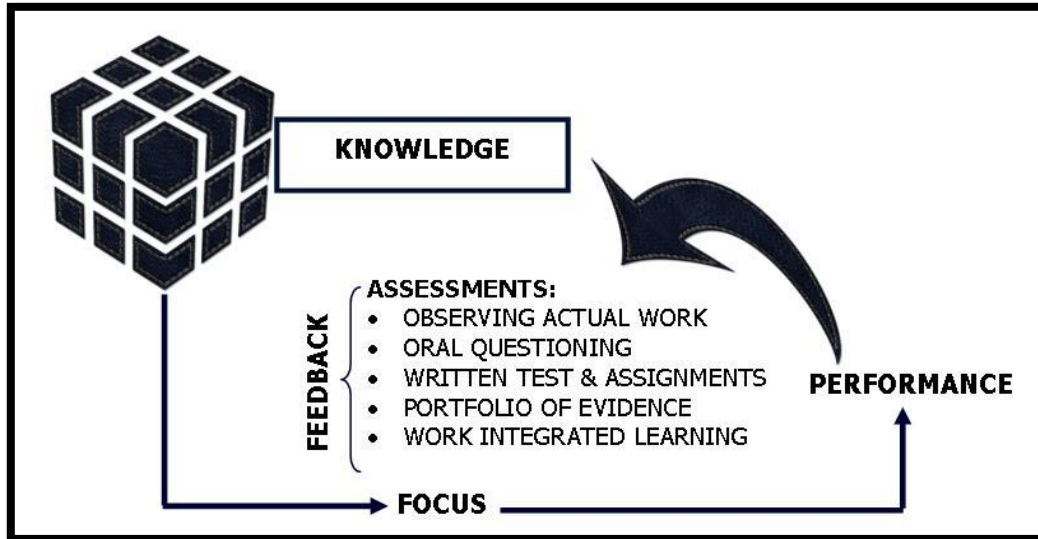 KNOWLEDGE
ASSESSMENTS:
• OBSERVING ACTUAL WORK
• ORAL QUESTIONING
• WRITTEN TEST & ASSIGNMENTS
• PORTFOLIO OF EVIDENCE
• WORK INTEGRATED LEARNING
FEEDBACK
PERFORMANCE
FOCUS